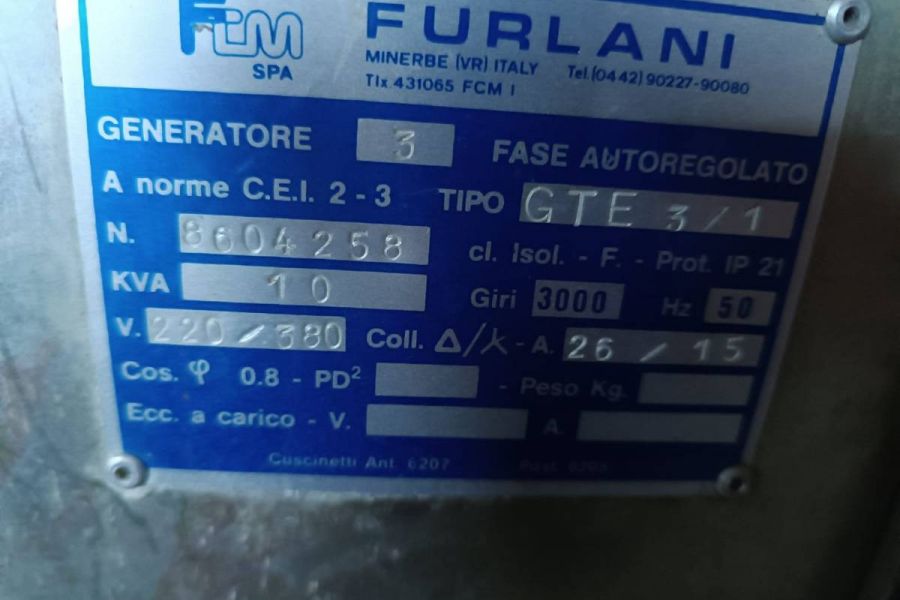 FCM
SPA
FURLANI
MINERBE (VR) ITALY Tel. (0442) 90227-90080
Tlx 431065 FCM I
GENERATORE 3 FASE AUTOREGOLATO
A norme C.E.I. 2 - 3 TIPO GTE 3/1
N. 8604258 cl. Isol. - F. - Prot. IP 21
KVA 10 Giri 3000 Hz 50
V. 220/380 Coll. Δ/⅄ - A. 26/15
Cos. φ 0.8 - PD² - Peso Kg.
Ecc. a carico - V. A.
Cuscinetti Ant. 6207 Post.